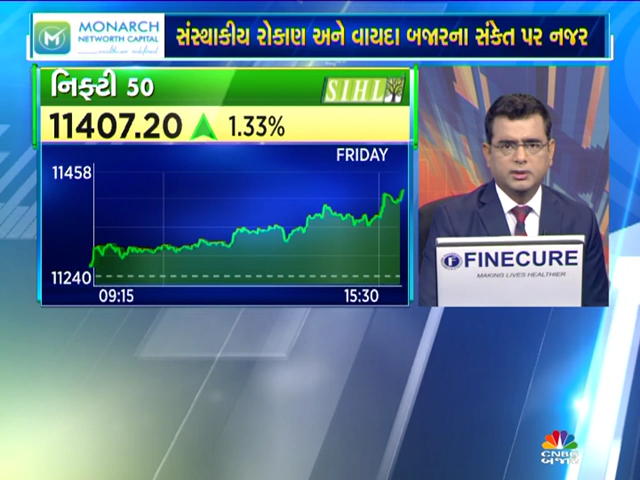 MONARCH
NETWORTH CAPITAL
સંસ્થાકીય રોકાણ અને વાયદા બજારના સંકેત પર નજર
નિફ્ટી 50
SIHL
11407.20 1.33%
FRIDAY
11458
11240
09:15 15:30
FINECURE
MAKING LIVES HEALTHIER
CNBC
બજાર